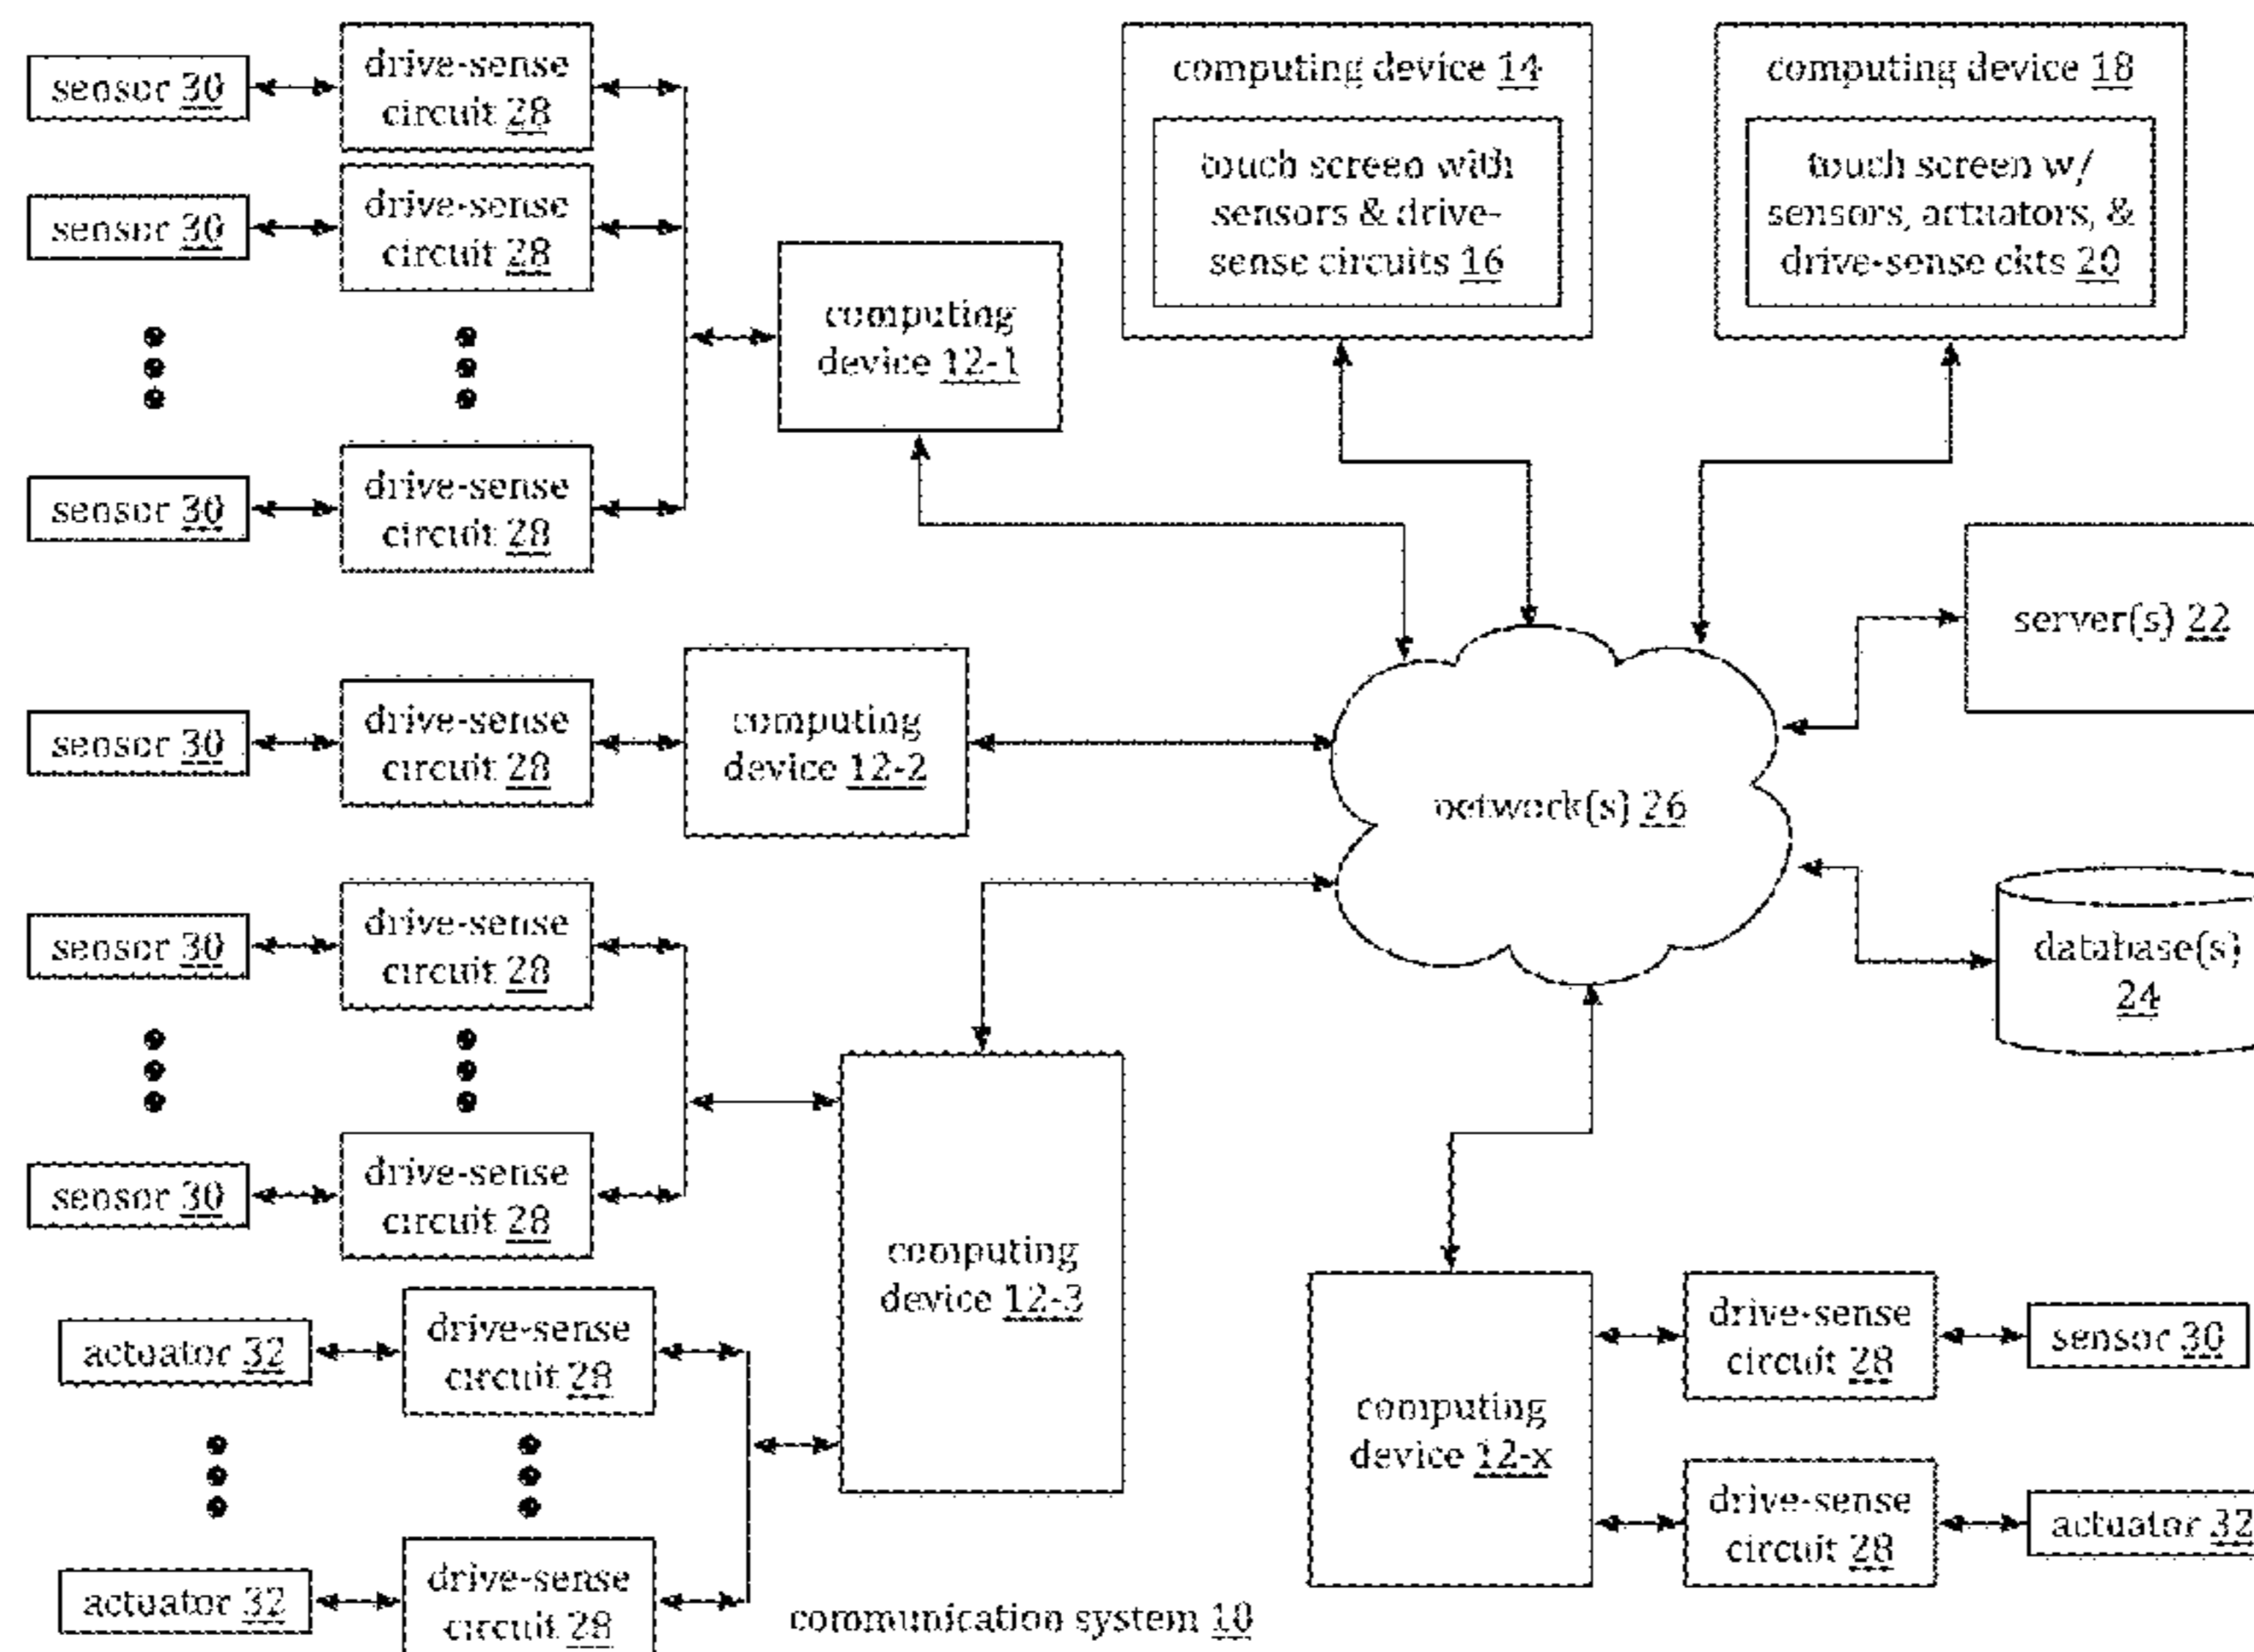 sensor 30
drive-sense
circuit 28
sensor 30
drive-sense
circuit 28
sensor 30
drive-sense
circuit 28
computing
device 12-1
computing device 14
touch screen with
sensors & drive-
sense circuits 16
computing device 18
touch screen w/
sensors, actuators, &
drive-sense ckts 20
server(s) 22
sensor 30
drive-sense
circuit 28
computing
device 12-2
network(s) 26
database(s)
24
sensor 30
drive-sense
circuit 28
sensor 30
drive-sense
circuit 28
computing
device 12-3
actuator 32
drive-sense
circuit 28
actuator 32
drive-sense
circuit 28
computing
device 12-x
drive-sense
circuit 28
sensor 30
drive-sense
circuit 28
actuator 32
communication system 10